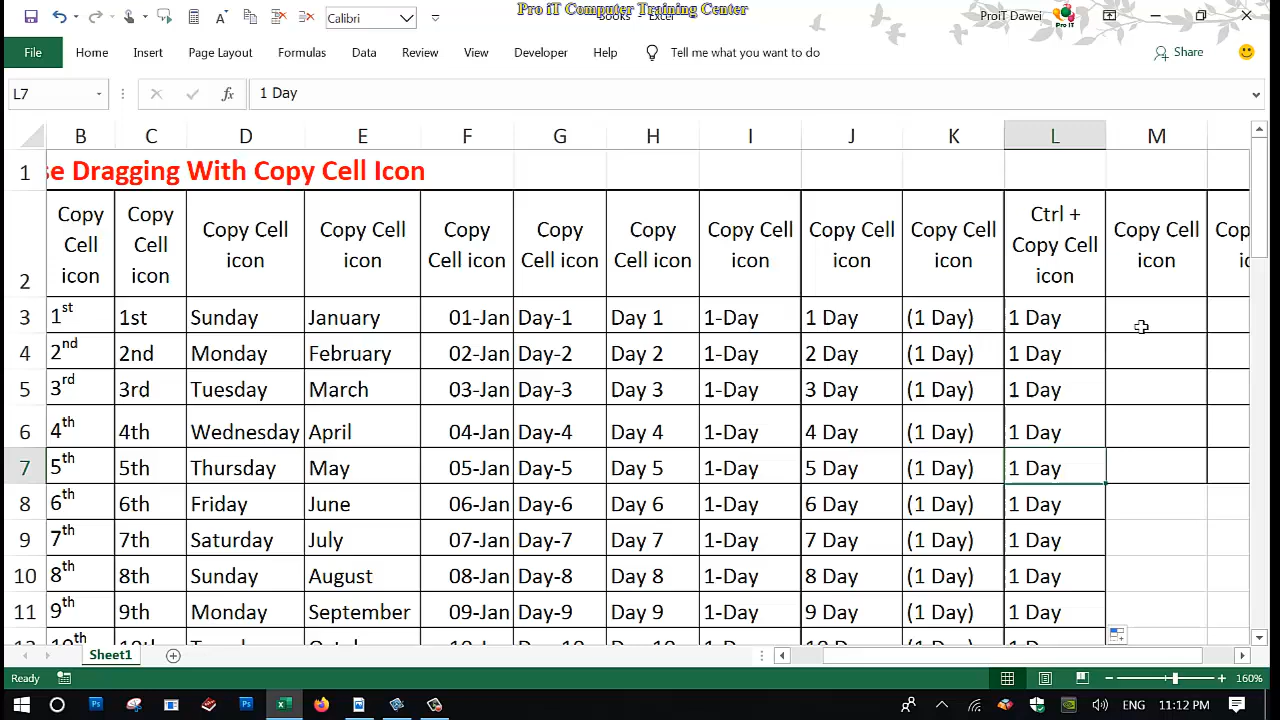 Pro iT Computer Training Center
Calibri
Excel
ProiT Dawei
Pro iT
File Home Insert Page Layout Formulas Data Review View Developer Help Tell me what you want to do Share
L7 fx 1 Day
B C D E F G H I J K L M
1 se Dragging With Copy Cell Icon
2 Copy Cell icon Copy Cell icon Copy Cell icon Copy Cell icon Copy Cell icon Copy Cell icon Copy Cell icon Copy Cell icon Copy Cell icon Copy Cell icon Ctrl + Copy Cell icon Copy Cell icon
3 1st 1st Sunday January 01-Jan Day-1 Day 1 1-Day 1 Day (1 Day) 1 Day
4 2nd 2nd Monday February 02-Jan Day-2 Day 2 1-Day 2 Day (1 Day) 1 Day
5 3rd 3rd Tuesday March 03-Jan Day-3 Day 3 1-Day 3 Day (1 Day) 1 Day
6 4th 4th Wednesday April 04-Jan Day-4 Day 4 1-Day 4 Day (1 Day) 1 Day
7 5th 5th Thursday May 05-Jan Day-5 Day 5 1-Day 5 Day (1 Day) 1 Day
8 6th 6th Friday June 06-Jan Day-6 Day 6 1-Day 6 Day (1 Day) 1 Day
9 7th 7th Saturday July 07-Jan Day-7 Day 7 1-Day 7 Day (1 Day) 1 Day
10 8th 8th Sunday August 08-Jan Day-8 Day 8 1-Day 8 Day (1 Day) 1 Day
11 9th 9th Monday September 09-Jan Day-9 Day 9 1-Day 9 Day (1 Day) 1 Day
Sheet1
Ready 160%
ENG 11:12 PM